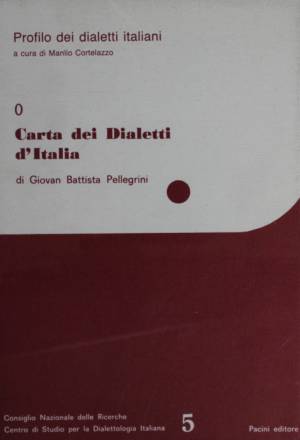 Profilo dei dialetti italiani
a cura di Manlio Cortelazzo
0
Carta dei Dialetti
d'Italia
di Giovan Battista Pellegrini
Consiglio Nazionale delle Ricerche
Centro di Studio per la Dialettologia Italiana
5
Pacini editore